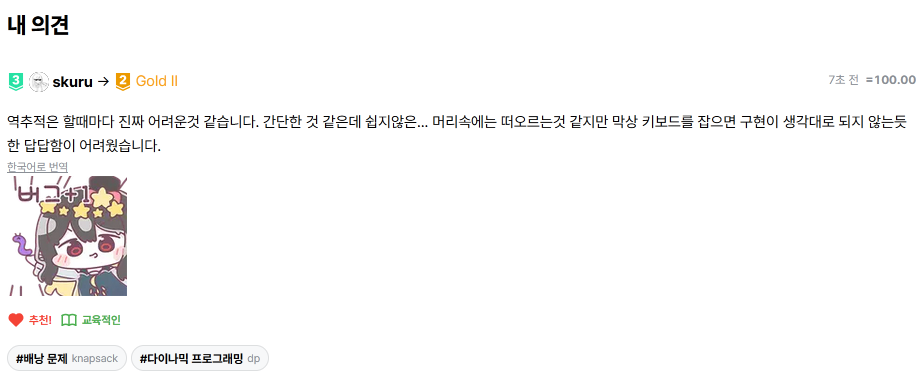 내 의견
3 skuru → 2 Gold II 7초 전 =100.00
역추적은 할때마다 진짜 어려운것 같습니다. 간단한 것 같은데 쉽지않은... 머리속에는 떠오르는것 같지만 막상 키보드를 잡으면 구현이 생각대로 되지 않는듯
한 답답함이 어려웠습니다.
한국어로 번역
버그+1
추천! 교육적인
#배낭 문제 knapsack #다이나믹 프로그래밍 dp